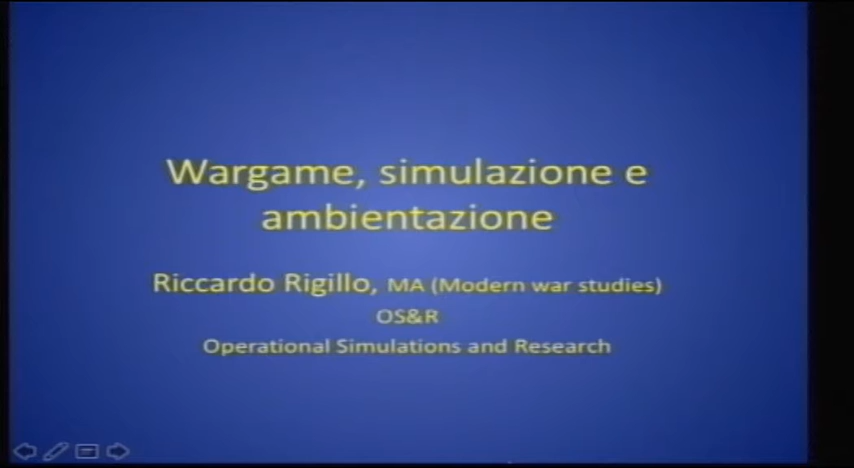 Wargame, simulazione e
ambientazione
Riccardo Rigillo, MA (Modern war studies)
OS&R
Operational Simulations and Research